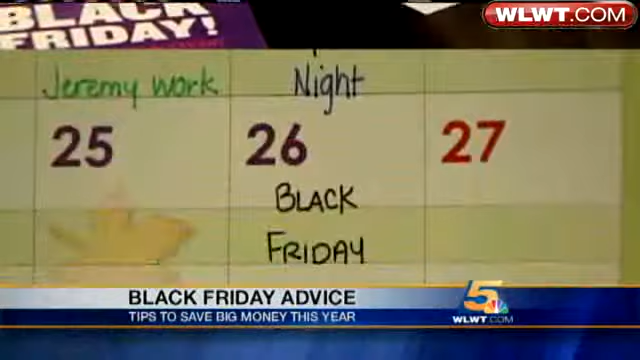 BLACK
FRIDAY!
WLWT.COM
Jeremy work
Night
25 26 27
BLACK
FRIDAY
BLACK FRIDAY ADVICE
TIPS TO SAVE BIG MONEY THIS YEAR
5
WLWT.COM